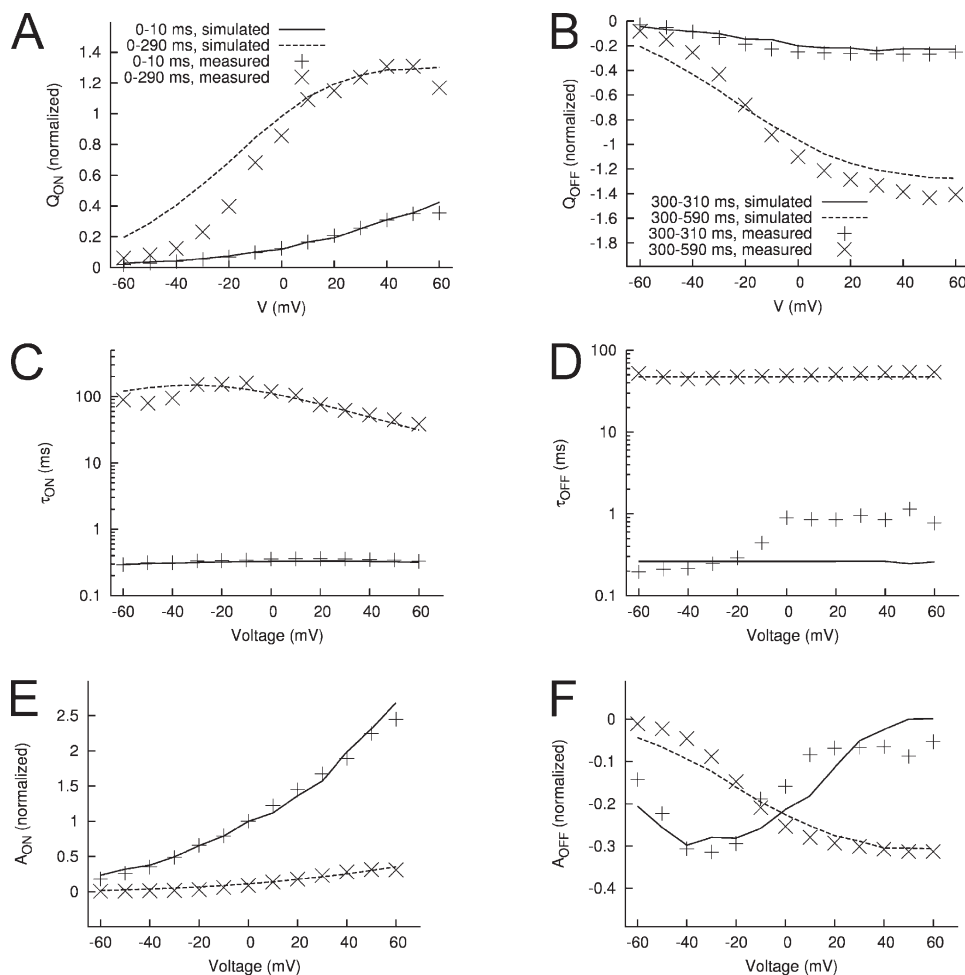 A
0-10 ms, simulated
0-290 ms, simulated
0-10 ms, measured
0-290 ms, measured
1.4
1.2
1
0.8
0.6
0.4
0.2
0
QON (normalized)
-60 -40 -20 0 20 40 60
V (mV)
B
0
-0.2
-0.4
-0.6
-0.8
-1
-1.2
-1.4
-1.6
-1.8
QOFF (normalized)
300-310 ms, simulated
300-590 ms, simulated
300-310 ms, measured
300-590 ms, measured
-60 -40 -20 0 20 40 60
V (mV)
C
100
10
1
0.1
τON (ms)
-60 -40 -20 0 20 40 60
Voltage (mV)
D
100
10
1
0.1
τOFF (ms)
-60 -40 -20 0 20 40 60
Voltage (mV)
E
2.5
2
1.5
1
0.5
0
AON (normalized)
-60 -40 -20 0 20 40 60
Voltage (mV)
F
0
-0.1
-0.2
-0.3
-0.4
AOFF (normalized)
-60 -40 -20 0 20 40 60
Voltage (mV)